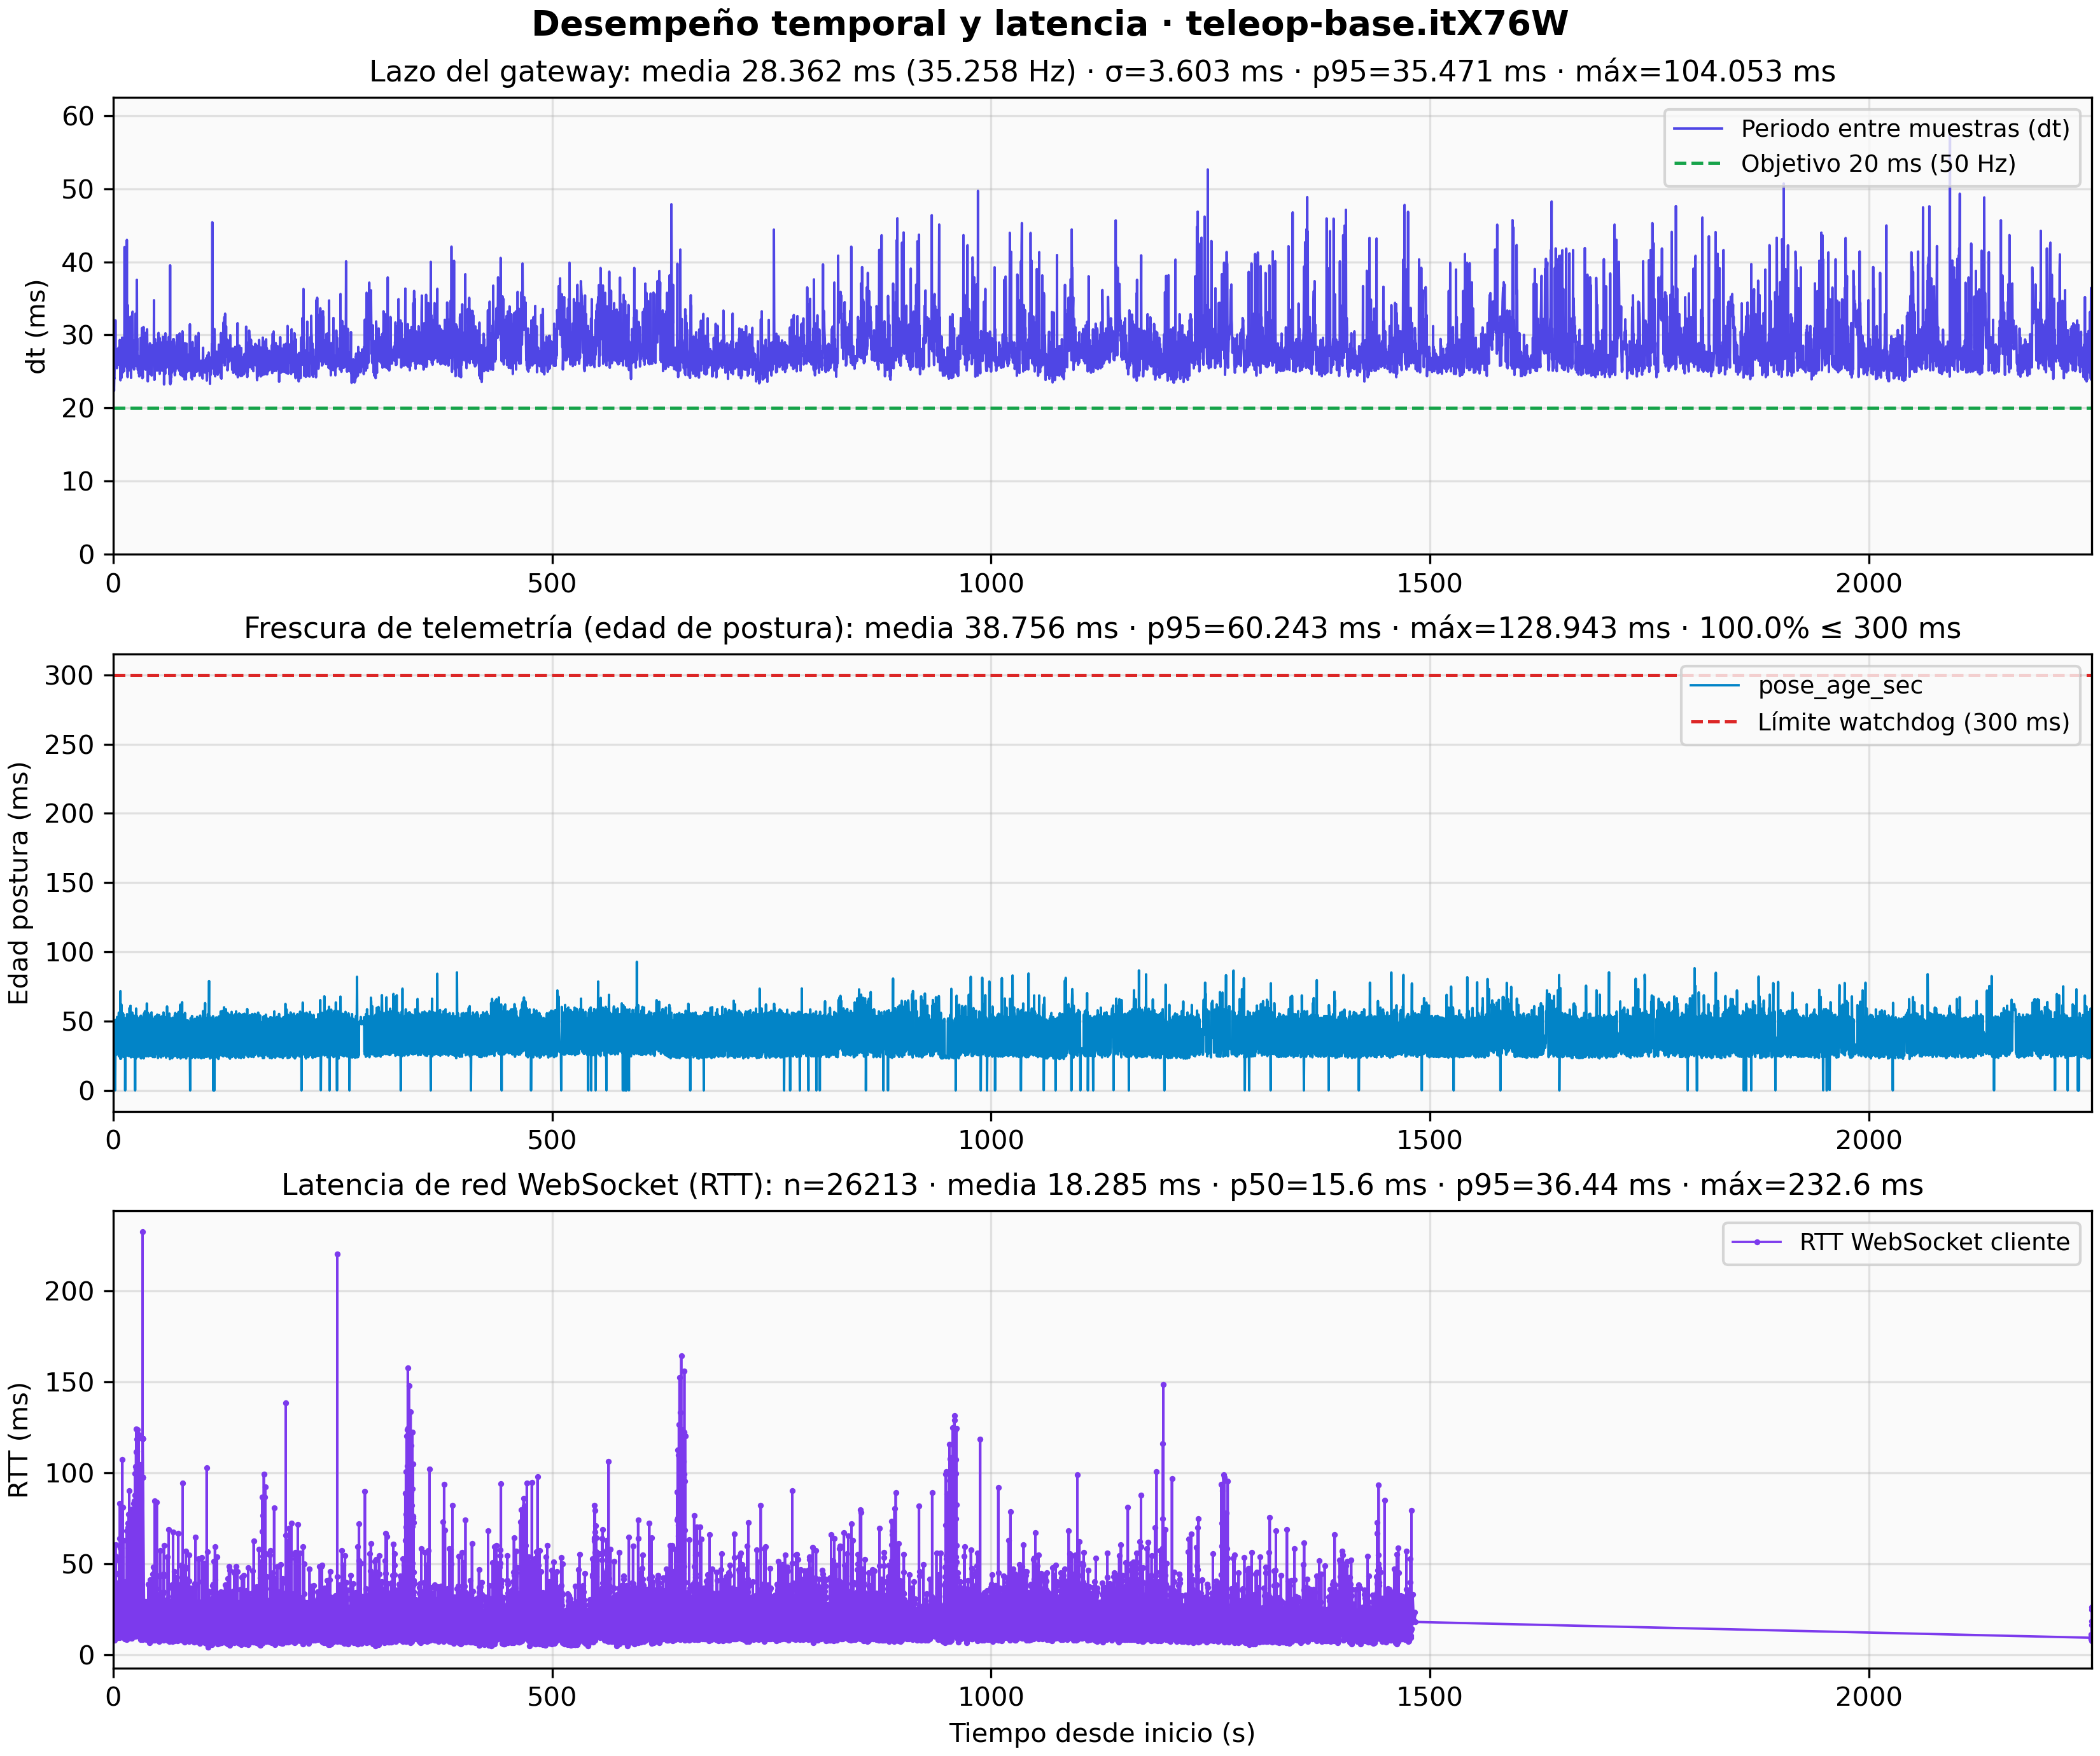 Desempeño temporal y latencia · teleop-base.itX76W
Lazo del gateway: media 28.362 ms (35.258 Hz) · σ=3.603 ms · p95=35.471 ms · máx=104.053 ms
dt (ms)
60
50
40
30
20
10
0
Periodo entre muestras (dt)
Objetivo 20 ms (50 Hz)
0 500 1000 1500 2000
Frescura de telemetría (edad de postura): media 38.756 ms · p95=60.243 ms · máx=128.943 ms · 100.0% ≤ 300 ms
Edad postura (ms)
300
250
200
150
100
50
0
pose_age_sec
Límite watchdog (300 ms)
0 500 1000 1500 2000
Latencia de red WebSocket (RTT): n=26213 · media 18.285 ms · p50=15.6 ms · p95=36.44 ms · máx=232.6 ms
RTT (ms)
200
150
100
50
0
RTT WebSocket cliente
0 500 1000 1500 2000
Tiempo desde inicio (s)